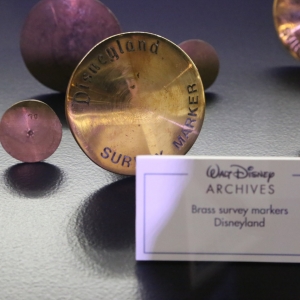 Disneyland.
SURVEY MARKER
WALT DISNEY
ARCHIVES
Brass survey markers
Disneyland